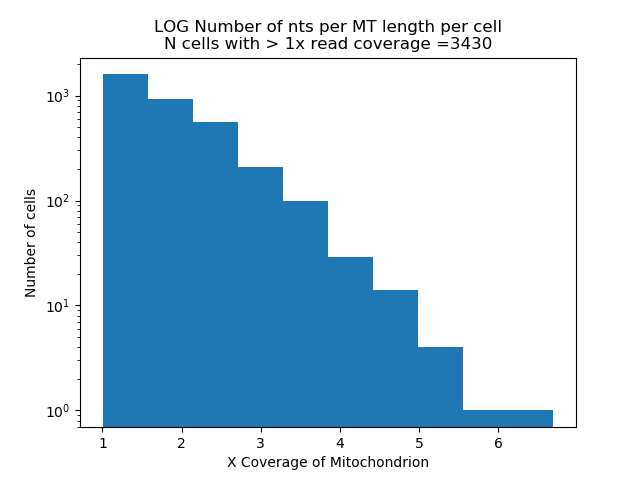 LOG Number of nts per MT length per cell
N cells with > 1x read coverage =3430
Number of cells
10³
10²
10¹
10⁰
1 2 3 4 5 6
X Coverage of Mitochondrion